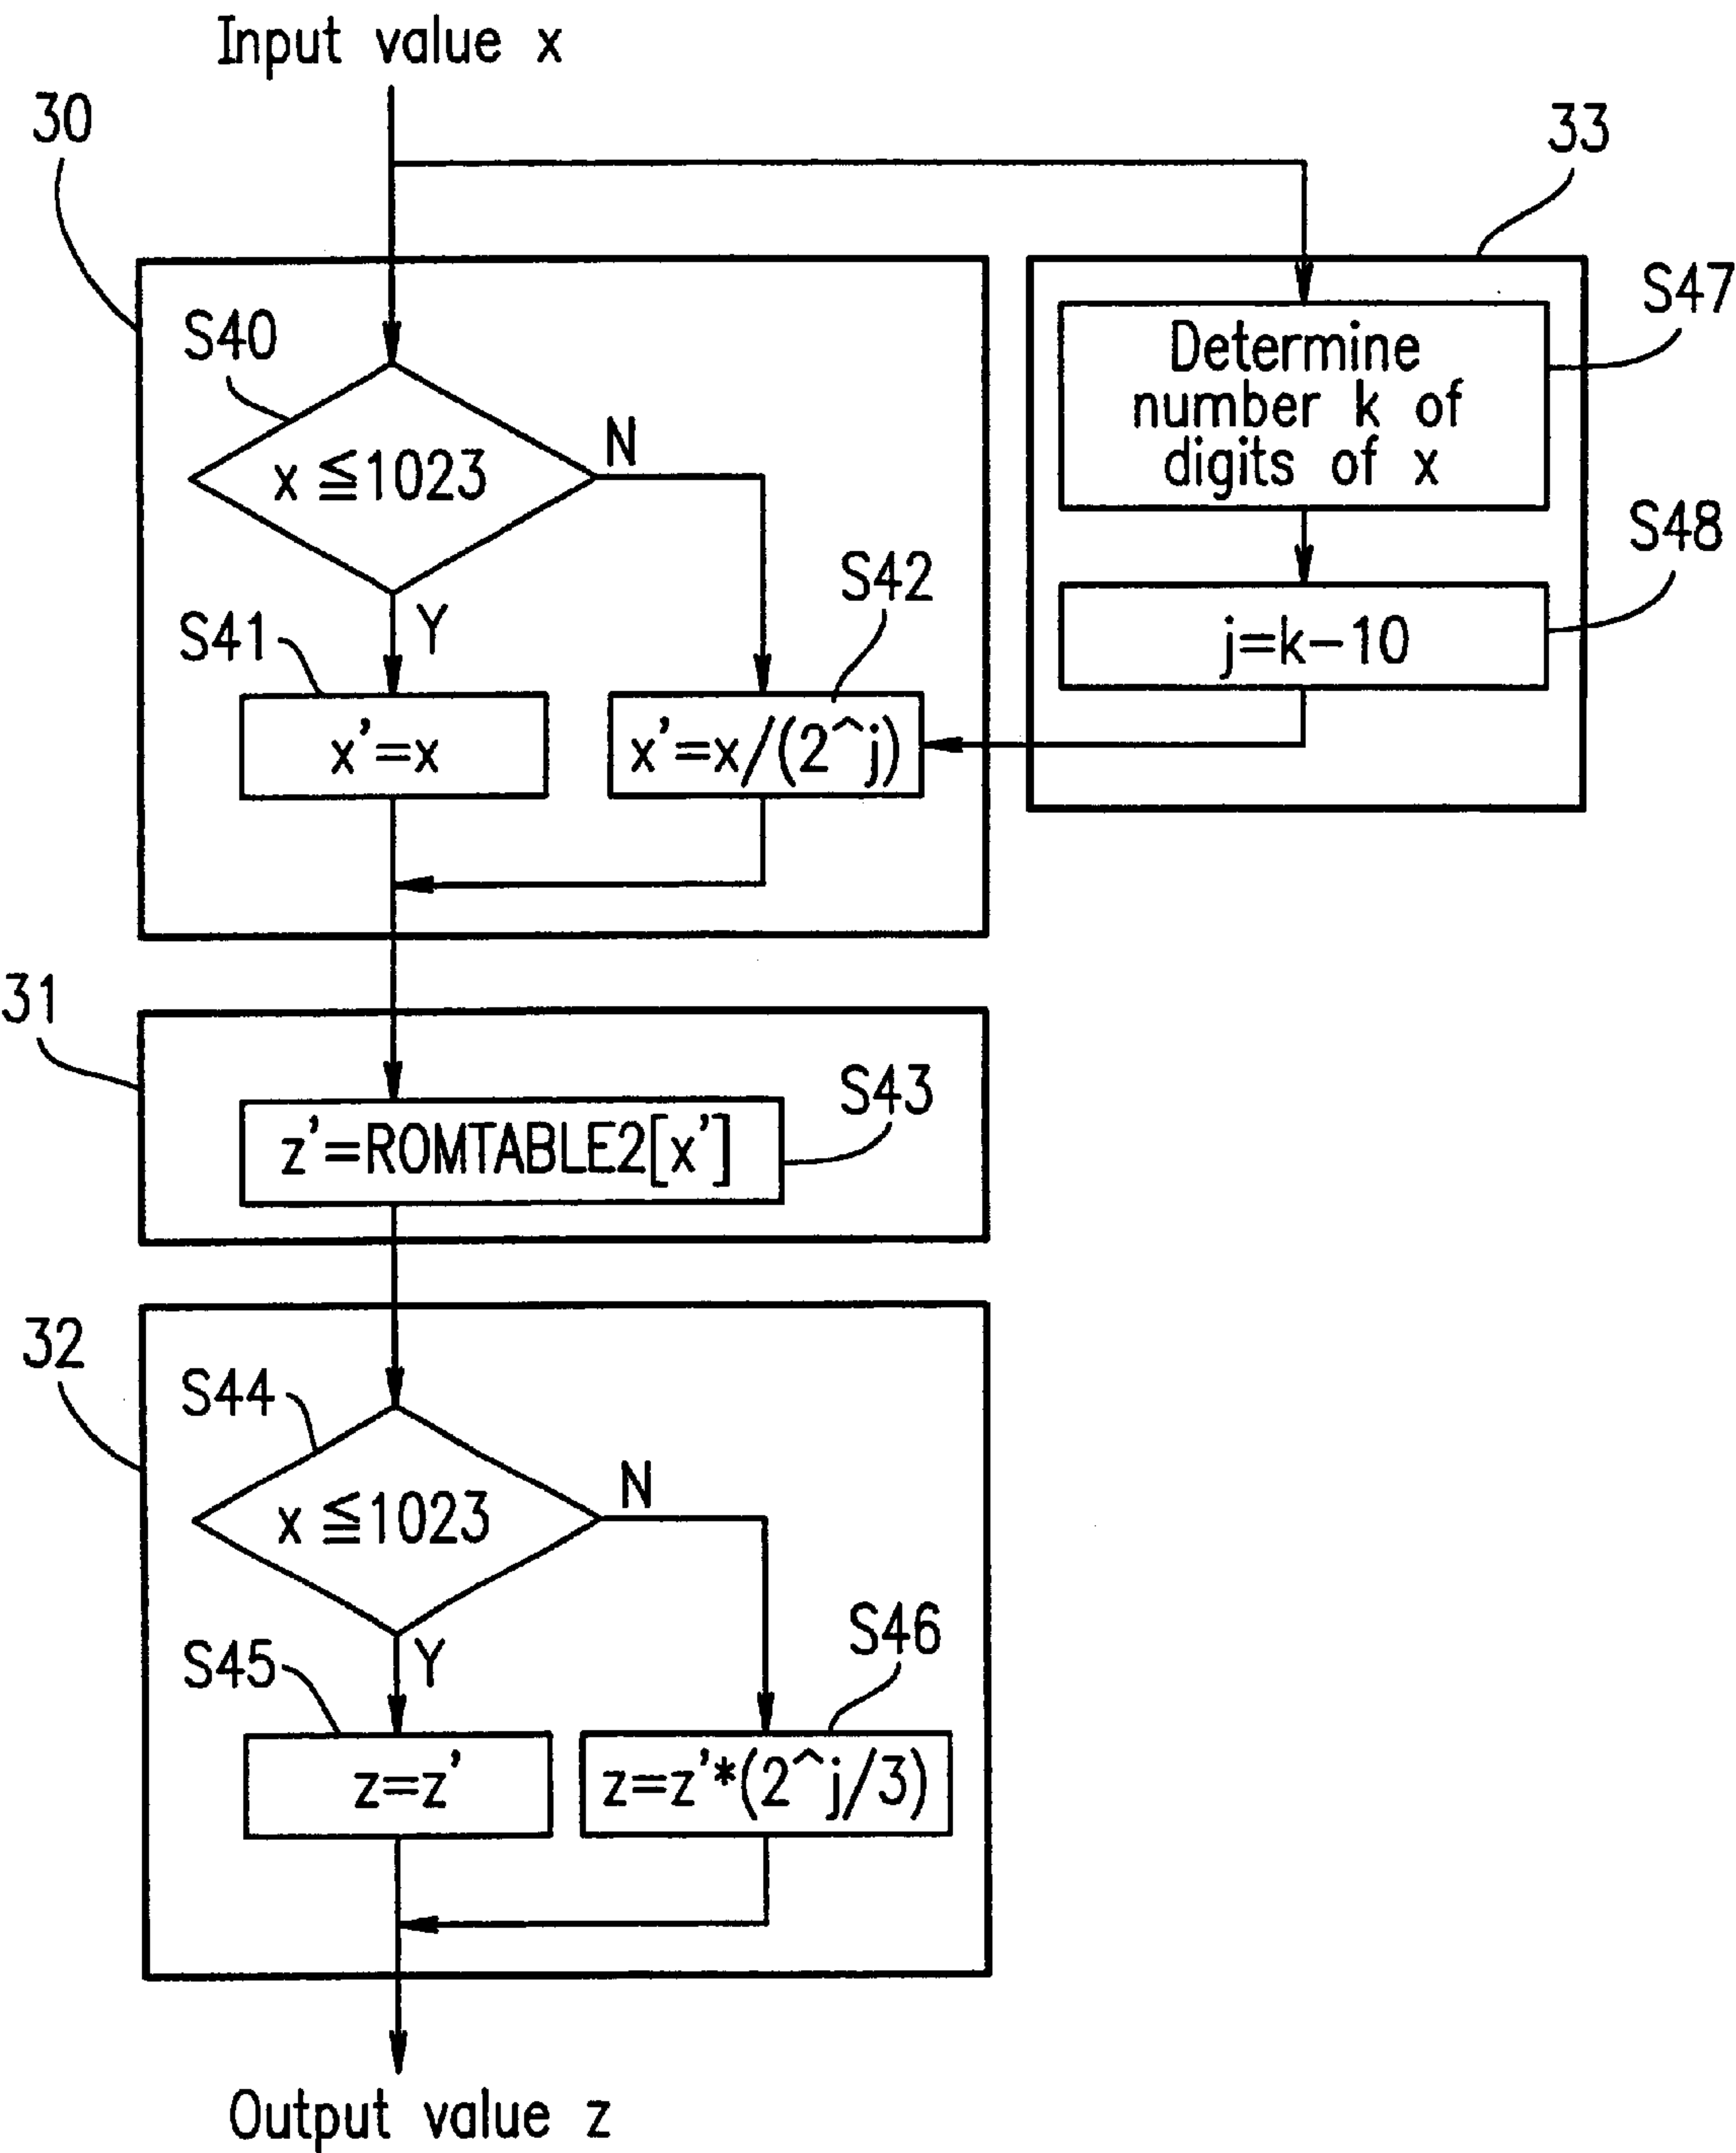 Input value x
30
33
S40
x ≦1023
N
Y
S41
x'=x
S42
x'=x/(2^j)
S47
Determine
number k of
digits of x
S48
j=k-10
31
S43
z'=ROMTABLE2[x']
32
S44
x ≦1023
N
Y
S45
z=z'
S46
z=z'*(2^j/3)
Output value z